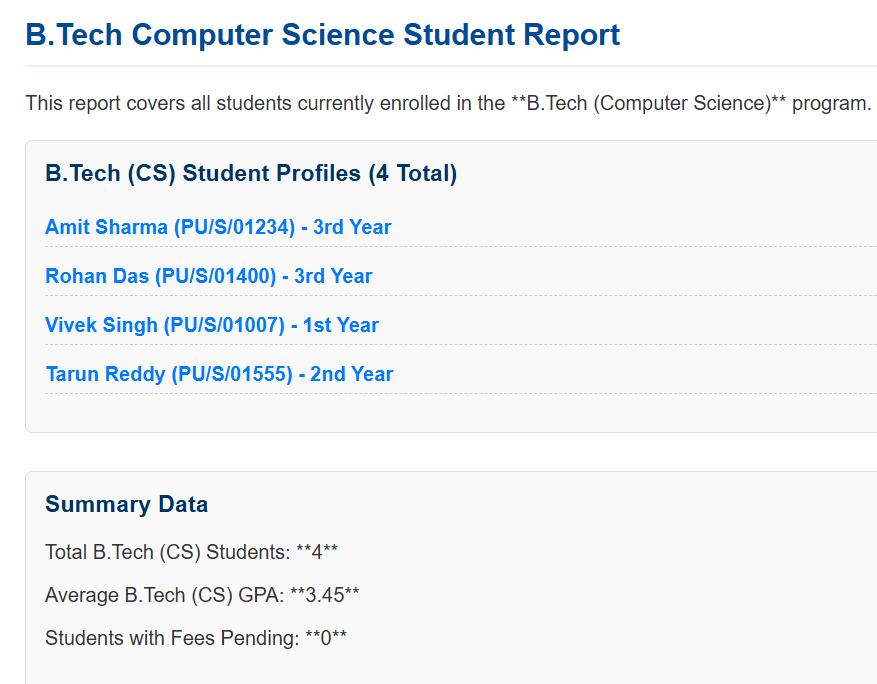 B.Tech Computer Science Student Report
This report covers all students currently enrolled in the **B.Tech (Computer Science)** program.
B.Tech (CS) Student Profiles (4 Total)
Amit Sharma (PU/S/01234) - 3rd Year
Rohan Das (PU/S/01400) - 3rd Year
Vivek Singh (PU/S/01007) - 1st Year
Tarun Reddy (PU/S/01555) - 2nd Year
Summary Data
Total B.Tech (CS) Students: **4**
Average B.Tech (CS) GPA: **3.45**
Students with Fees Pending: **0**